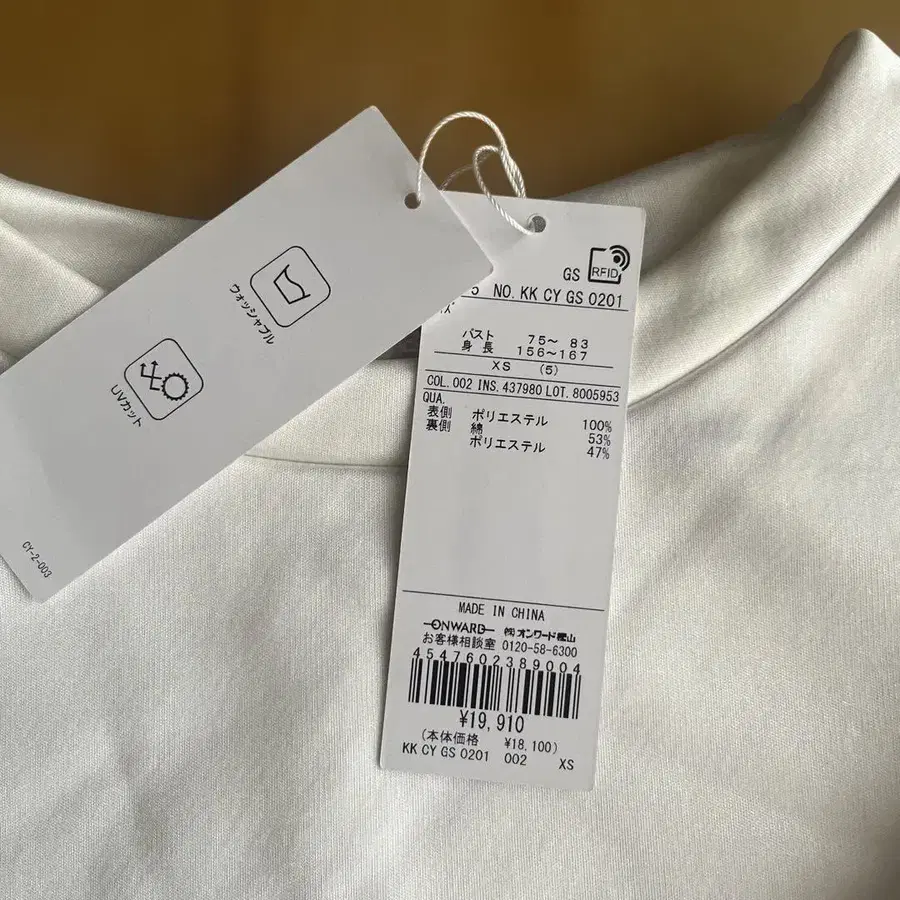 ウォッシャブル
UVカット
CY-2-003
GS RFID
5 NO. KK CY GS 0201
バスト 75~ 83
身長 156~167
XS (5)
COL. 002 INS. 437980 LOT. 8005953
QUA.
表側 ポリエステル 100%
裏側 綿 53%
ポリエステル 47%
MADE IN CHINA
ONWARD ㈱オンワード樫山
お客様相談室 0120-58-6300
4547602389004
¥19,910
(本体価格 ¥18,100)
KK CY GS 0201 002 XS